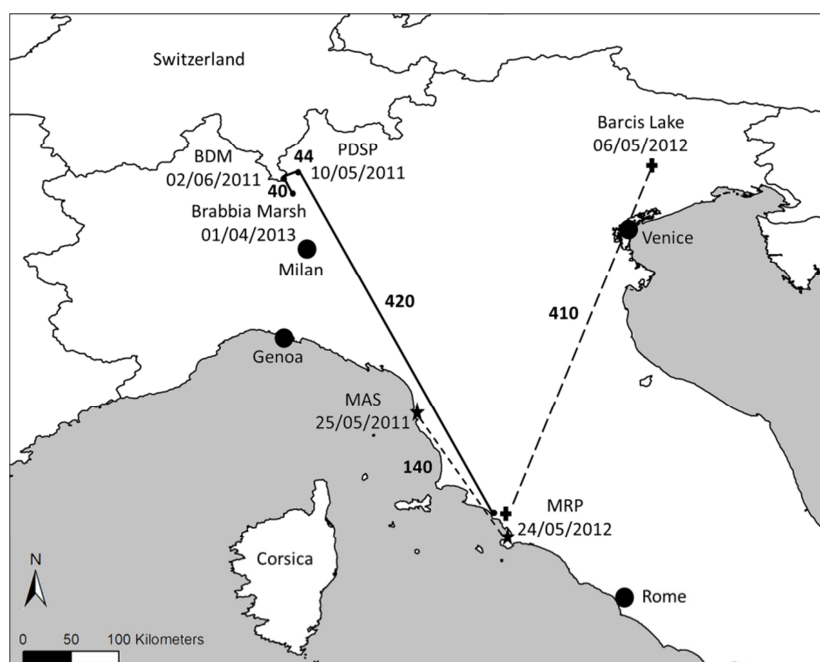 Switzerland
BDM
02/06/2011
44
PDSP
10/05/2011
40
Brabbia Marsh
01/04/2013
Milan
Barcis Lake
06/05/2012
Venice
420
410
Genoa
MAS
25/05/2011
140
MRP
24/05/2012
Corsica
Rome
N
0 50 100 Kilometers